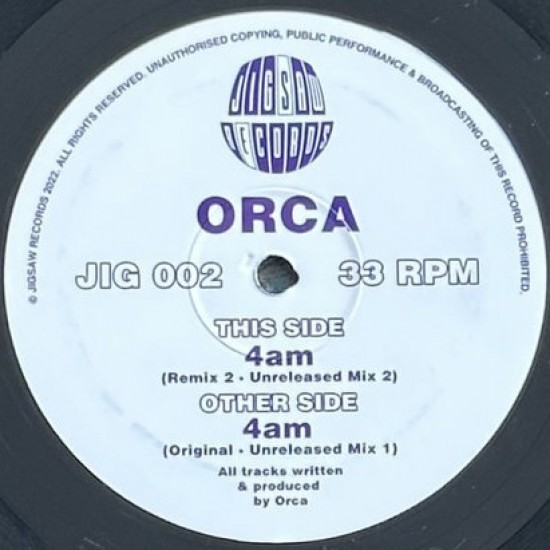 © JIGSAW RECORDS 2022. ALL RIGHTS RESERVED. UNAUTHORISED COPYING, PUBLIC PERFORMANCE & BROADCASTING OF THIS RECORD PROHIBITED.
JIGSAW
RECORDS
ORCA
JIG 002
33 RPM
THIS SIDE
4am
(Remix 2 • Unreleased Mix 2)
OTHER SIDE
4am
(Original • Unreleased Mix 1)
All tracks written
& produced
by Orca